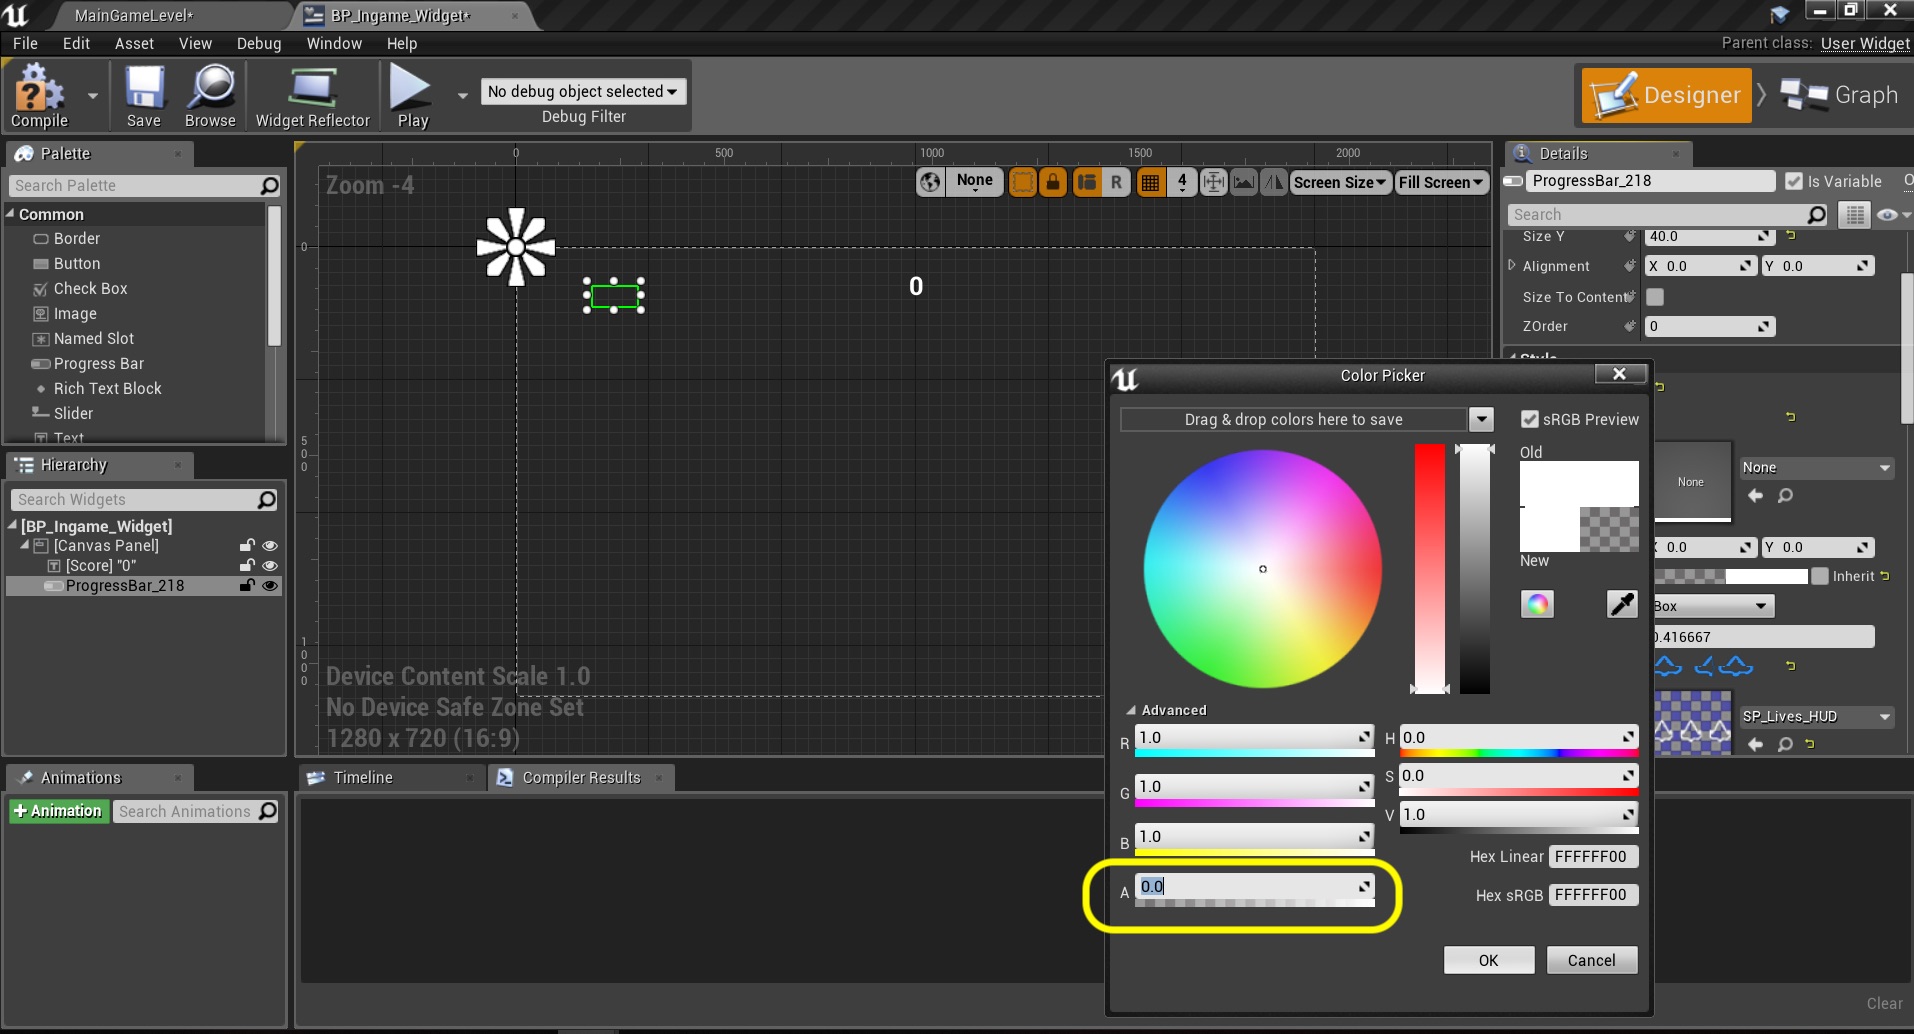 MainGameLevel*
BP_Ingame_Widget*
File Edit Asset View Debug Window Help
Parent class: User Widget
Compile
Save
Browse
Widget Reflector
Play
No debug object selected
Debug Filter
Designer
Graph
Palette
Search Palette
Common
Border
Button
Check Box
Image
Named Slot
Progress Bar
Rich Text Block
Slider
Text
Hierarchy
Search Widgets
[BP_Ingame_Widget]
[Canvas Panel]
[Score] "0"
ProgressBar_218
0 500 1000 1500 2000
Zoom -4
None
R
4
Screen Size
Fill Screen
0
0
500
1000
Device Content Scale 1.0
No Device Safe Zone Set
1280 x 720 (16:9)
Details
ProgressBar_218
Is Variable
Search
Size Y 40.0
Alignment X 0.0 Y 0.0
Size To Content
ZOrder 0
Style
None
None
X 0.0 Y 0.0
Inherit
Box
0.416667
SP_Lives_HUD
Color Picker
Drag & drop colors here to save
sRGB Preview
Old
New
Advanced
R 1.0
G 1.0
B 1.0
A 0.0
H 0.0
S 0.0
V 1.0
Hex Linear FFFFFF00
Hex sRGB FFFFFF00
OK
Cancel
Animations
+ Animation
Search Animations
Timeline
Compiler Results
Clear